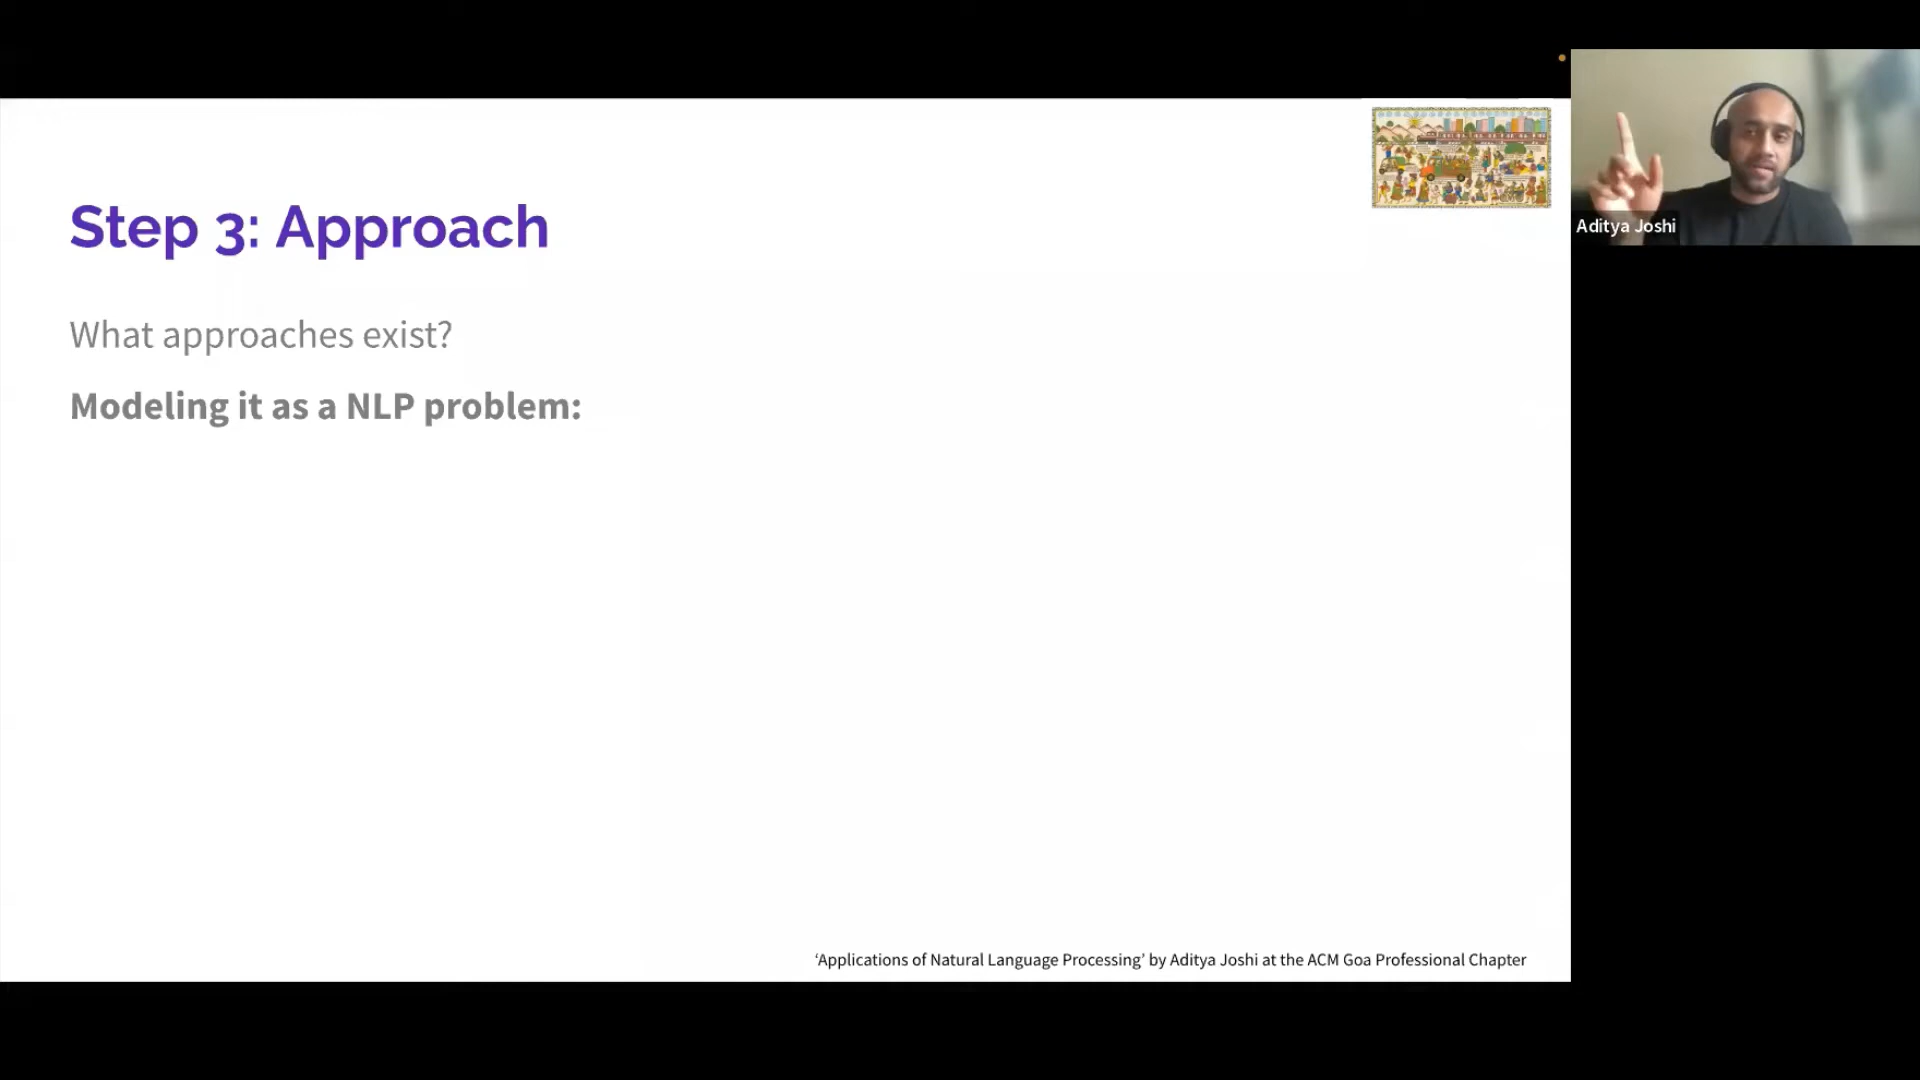 Step 3: Approach
What approaches exist?
Modeling it as a NLP problem:
‘Applications of Natural Language Processing’ by Aditya Joshi at the ACM Goa Professional Chapter
Aditya Joshi